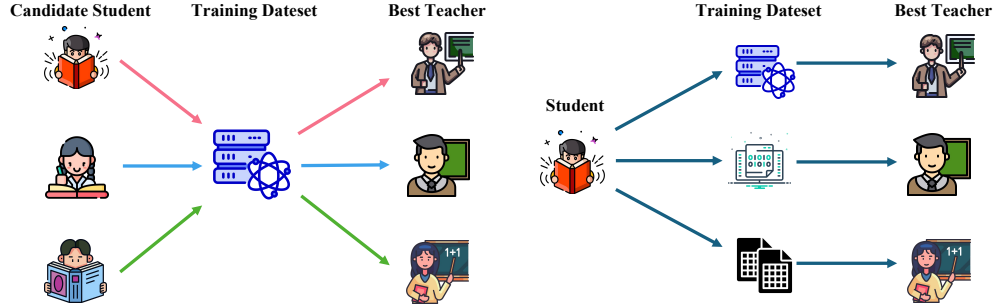 Candidate Student
Training Dateset
Best Teacher
1+1
Training Dateset
Best Teacher
Student
1+1